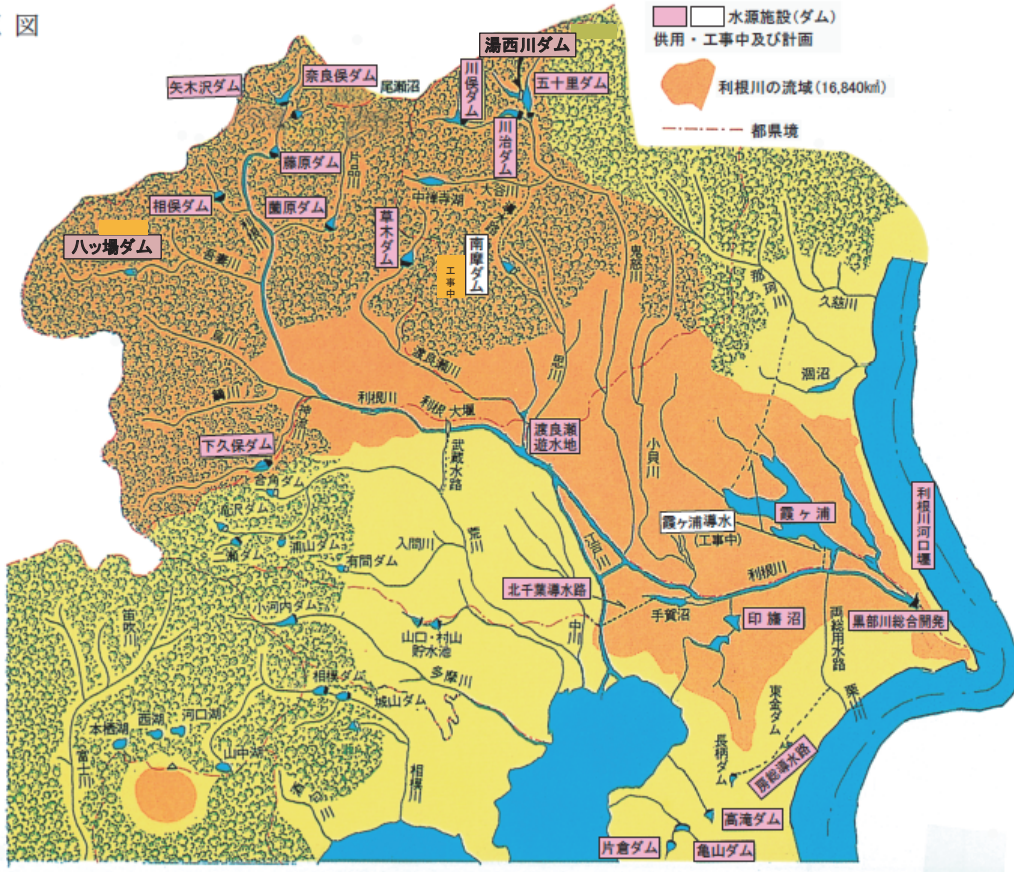 図
水源施設(ダム)
供用・工事中及び計画
利根川の流域(16,840k㎡)
都県境
湯西川ダム
奈良俣ダム
矢木沢ダム
尾瀬沼
川俣ダム
五十里ダム
川治ダム
藤原ダム
片品川
大谷川
中禅寺湖
相俣ダム
薗原ダム
草木ダム
南摩ダム
工事中
八ッ場ダム
吾妻川
利根川
鬼怒川
那珂川
久慈川
涸沼
烏川
鏑川
神流川
渡良瀬川
思川
利根川
利根大堰
渡良瀬
遊水地
武蔵水路
小貝川
下久保ダム
合角ダム
滝沢ダム
浦山ダム
有間ダム
入間川
荒川
江戸川
霞ヶ浦導水
(工事中)
霞ヶ浦
利根川河口堰
利根川
北千葉導水路
手賀沼
印旛沼
両総用水路
黒部川総合開発
小河内ダム
山口・村山
貯水池
中川
多摩川
笛吹川
相模ダム
城山ダム
本栖湖
西湖
河口湖
山中湖
富士川
相模川
東金ダム
栗山川
長柄ダム
房総導水路
高滝ダム
片倉ダム
亀山ダム